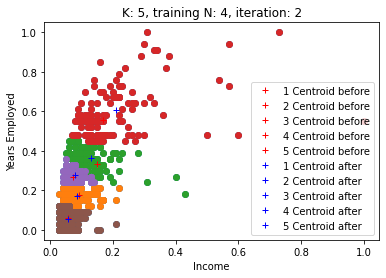 K: 5, training N: 4, iteration: 2
1.0
0.8
0.6
0.4
0.2
0.0
Years Employed
1 Centroid before
2 Centroid before
3 Centroid before
4 Centroid before
5 Centroid before
1 Centroid after
2 Centroid after
3 Centroid after
4 Centroid after
5 Centroid after
0.0 0.2 0.4 0.6 0.8 1.0
Income